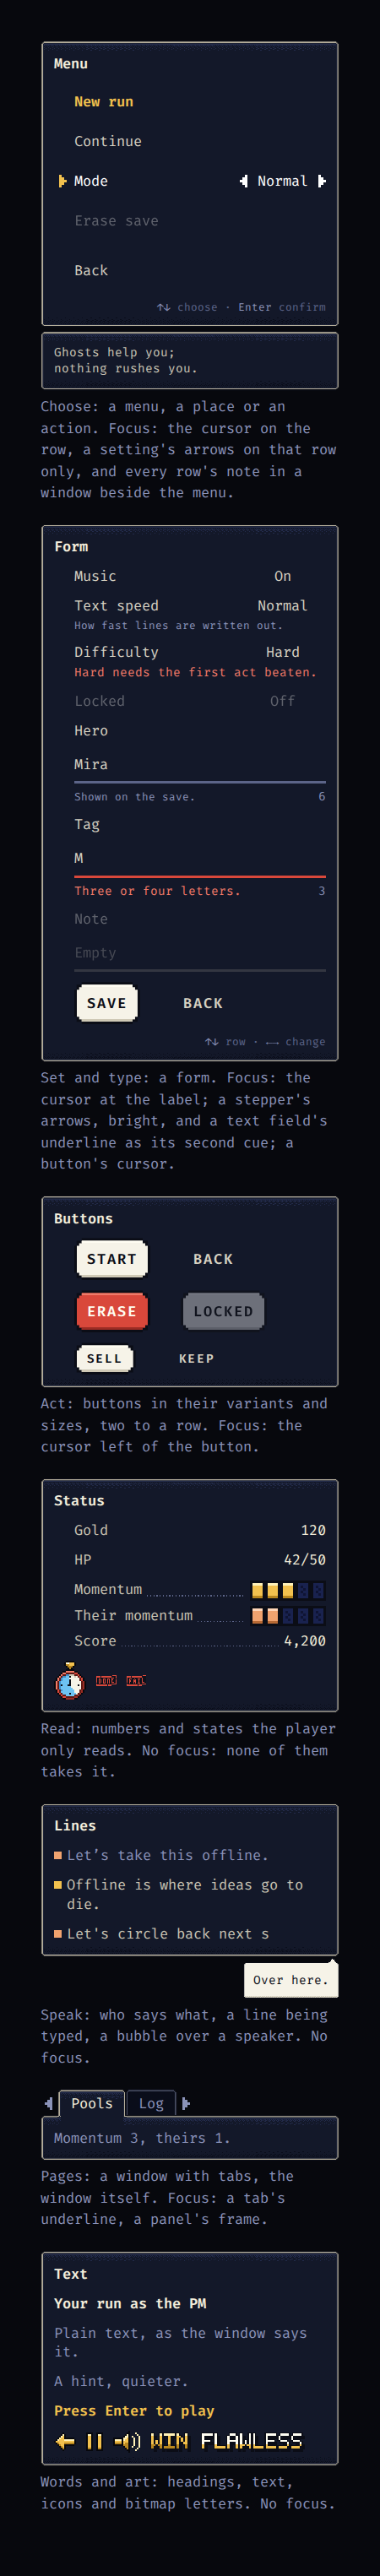 Menu
New run
Continue
Mode Normal
Erase save
Back
↑↓ choose · Enter confirm
Ghosts help you;
nothing rushes you.
Choose: a menu, a place or an
action. Focus: the cursor on the
row, a setting's arrows on that row
only, and every row's note in a
window beside the menu.
Form
Music On
Text speed Normal
How fast lines are written out.
Difficulty Hard
Hard needs the first act beaten.
Locked Off
Hero
Mira
Shown on the save. 6
Tag
M
Three or four letters. 3
Note
Empty
SAVE BACK
↑↓ row · ←→ change
Set and type: a form. Focus: the
cursor at the label; a stepper's
arrows, bright, and a text field's
underline as its second cue; a
button's cursor.
Buttons
START BACK
ERASE LOCKED
SELL KEEP
Act: buttons in their variants and
sizes, two to a row. Focus: the
cursor left of the button.
Status
Gold 120
HP 42/50
Momentum
Their momentum
Score 4,200
DONE FAIL
Read: numbers and states the player
only reads. No focus: none of them
takes it.
Lines
Let’s take this offline.
Offline is where ideas go to
die.
Let's circle back next s
Over here.
Speak: who says what, a line being
typed, a bubble over a speaker. No
focus.
Pools Log
Momentum 3, theirs 1.
Pages: a window with tabs, the
window itself. Focus: a tab's
underline, a panel's frame.
Text
Your run as the PM
Plain text, as the window says
it.
A hint, quieter.
Press Enter to play
WIN FLAWLESS
Words and art: headings, text,
icons and bitmap letters. No focus.